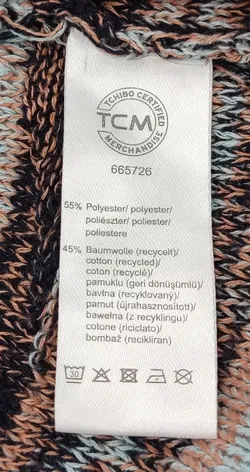 TCHIBO CERTIFIED
TCM
MERCHANDISE
665726
55% Polyester/ polyester/
poliészter/ poliester/
poliestere
45% Baumwolle (recycelt)/
cotton (recycled)/
coton (recyclé)/
pamuklu (geri dönüşümlü)/
bavlna (recyklovaný)/
pamut (újrahasznosított)/
bawełna (z recyklingu)/
cotone (riciclato)/
bombaž (recikliran)
30